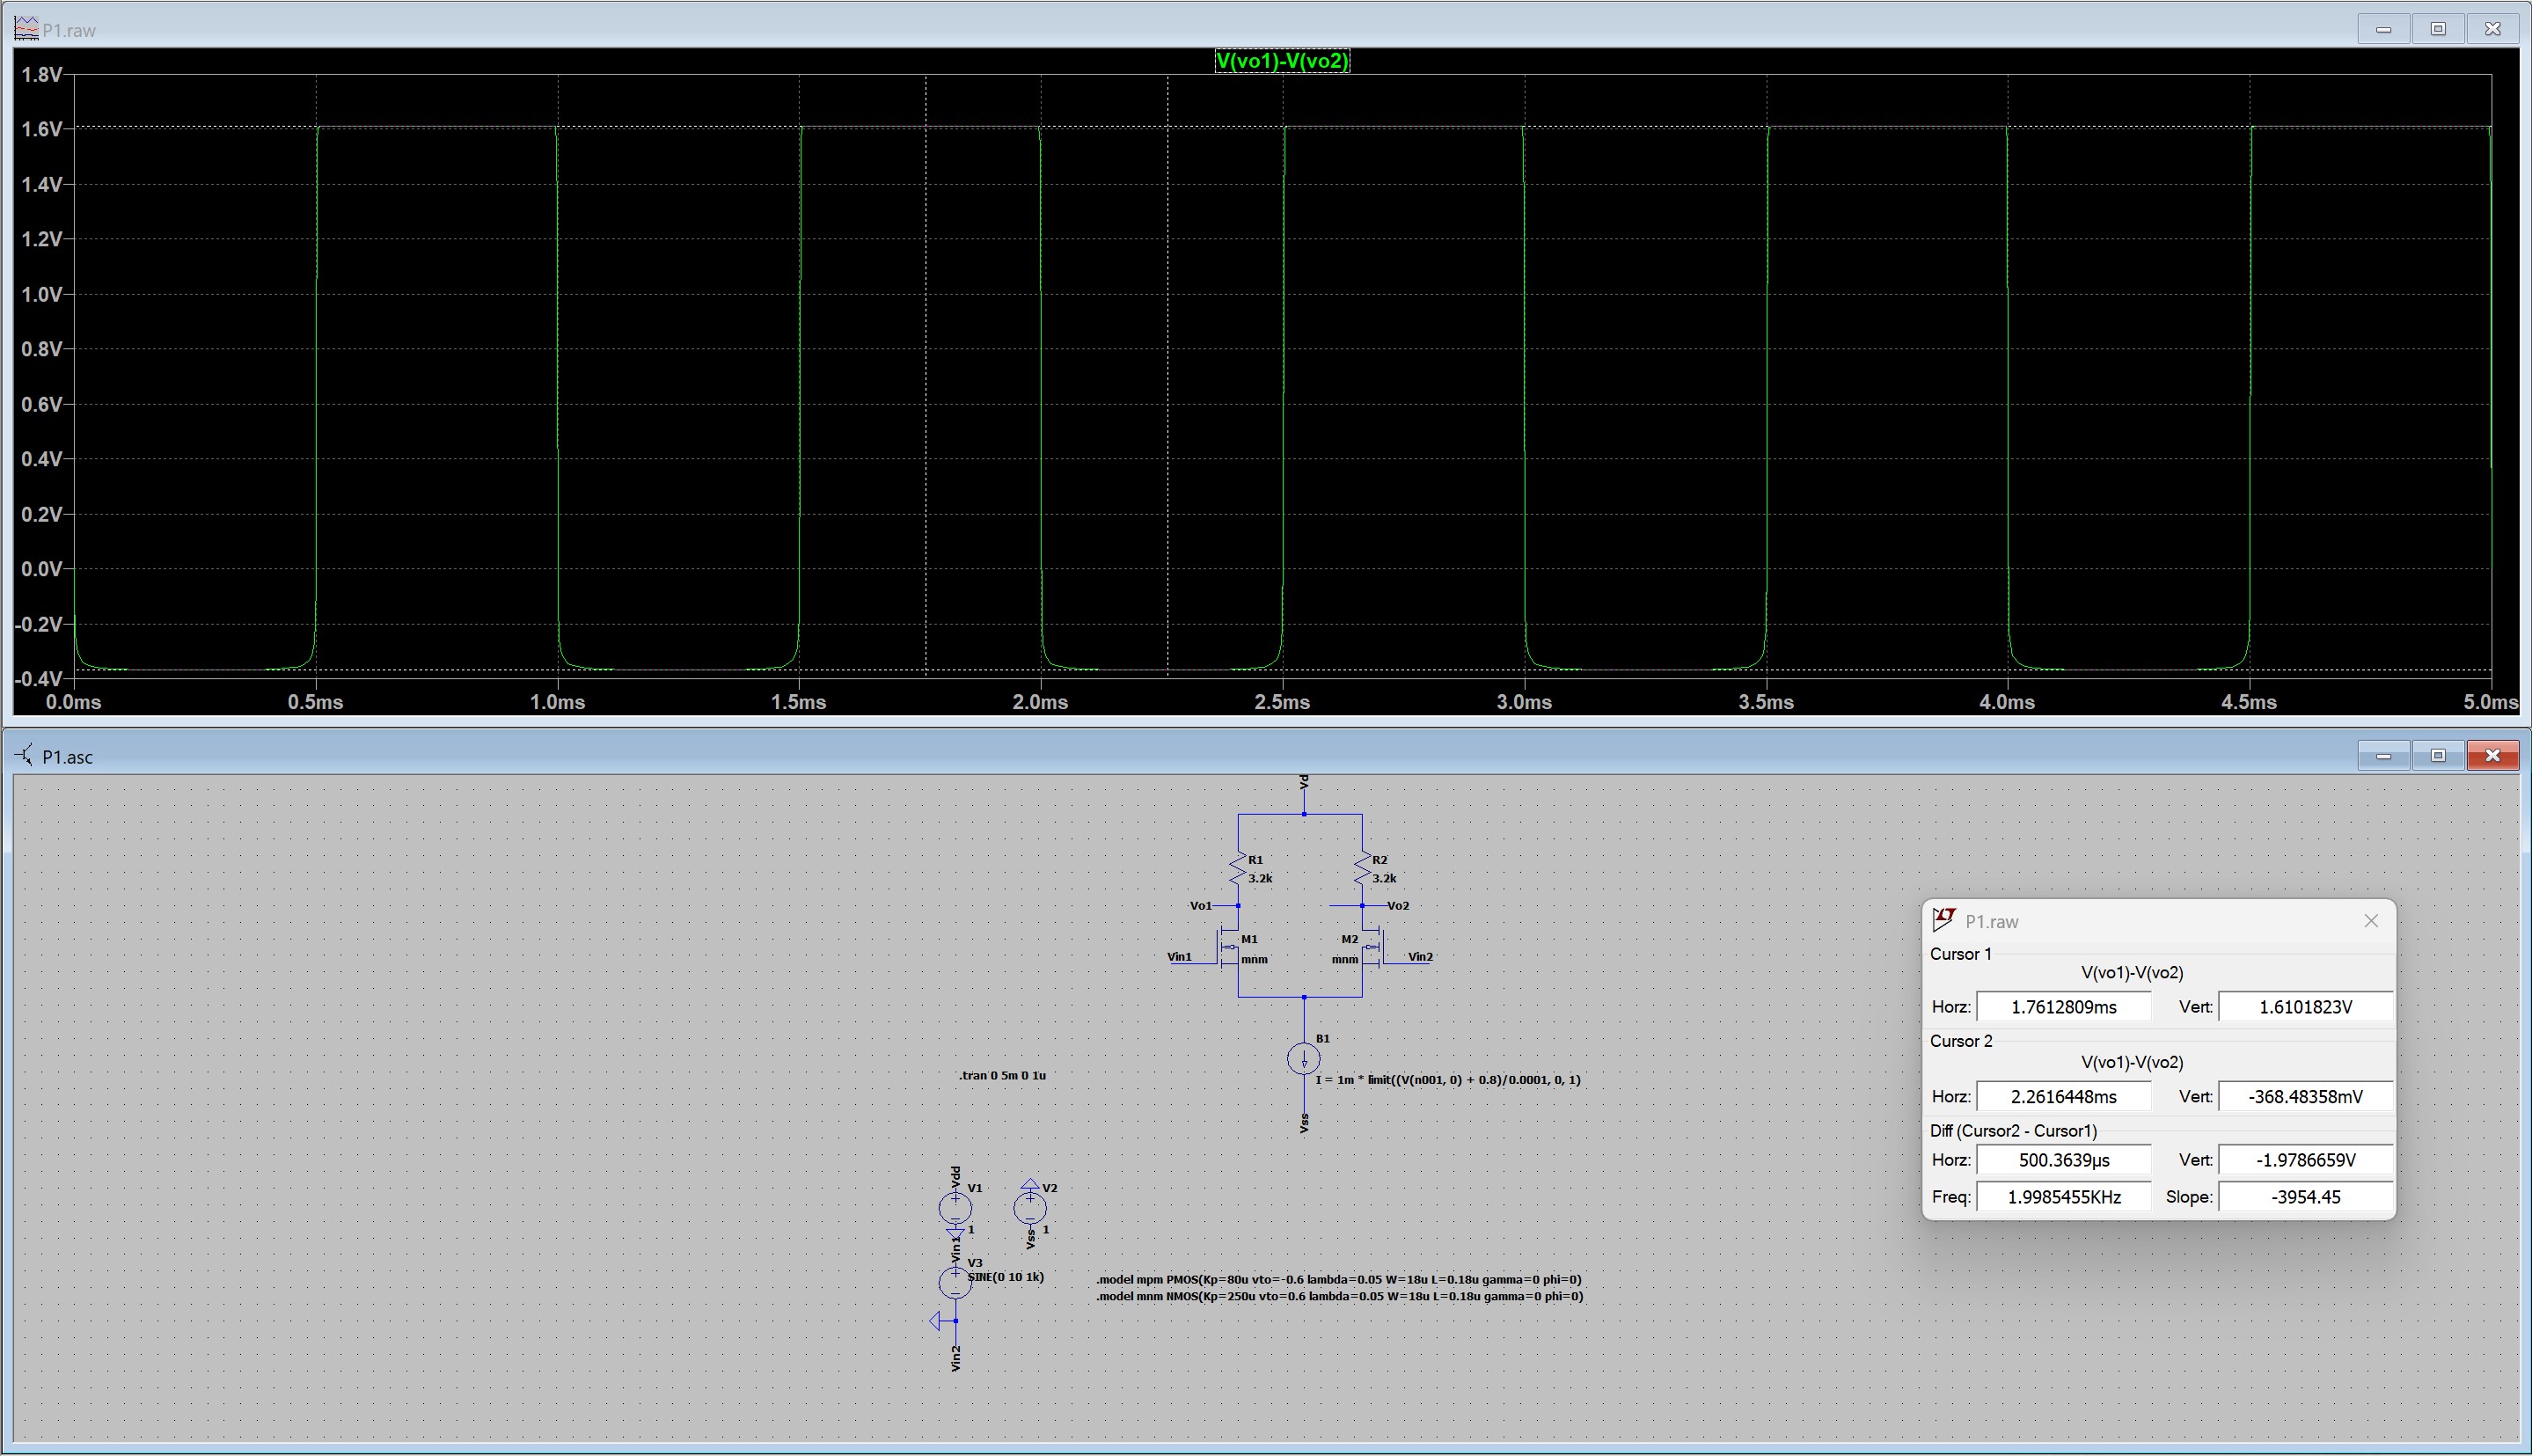 P1.raw
V(vo1)-V(vo2)
1.8V
1.6V
1.4V
1.2V
1.0V
0.8V
0.6V
0.4V
0.2V
0.0V
-0.2V
-0.4V
0.0ms 0.5ms 1.0ms 1.5ms 2.0ms 2.5ms 3.0ms 3.5ms 4.0ms 4.5ms 5.0ms
P1.asc
R1
3.2k
R2
3.2k
Vo1
Vo2
M1
mnm
M2
mnm
Vin1
Vin2
B1
I = 1m * limit((V(n001, 0) + 0.8)/0.0001, 0, 1)
Vss
.tran 0 5m 0 1u
Vdd
V1
1
V2
1
Vss
Vin1
V3
SINE(0 10 1k)
Vin2
.model mpm PMOS(Kp=80u vto=-0.6 lambda=0.05 W=18u L=0.18u gamma=0 phi=0)
.model mnm NMOS(Kp=250u vto=0.6 lambda=0.05 W=18u L=0.18u gamma=0 phi=0)
P1.raw
Cursor 1
V(vo1)-V(vo2)
Horz: 1.7612809ms Vert: 1.6101823V
Cursor 2
V(vo1)-V(vo2)
Horz: 2.2616448ms Vert: -368.48358mV
Diff (Cursor2 - Cursor1)
Horz: 500.3639µs Vert: -1.9786659V
Freq: 1.9985455KHz Slope: -3954.45